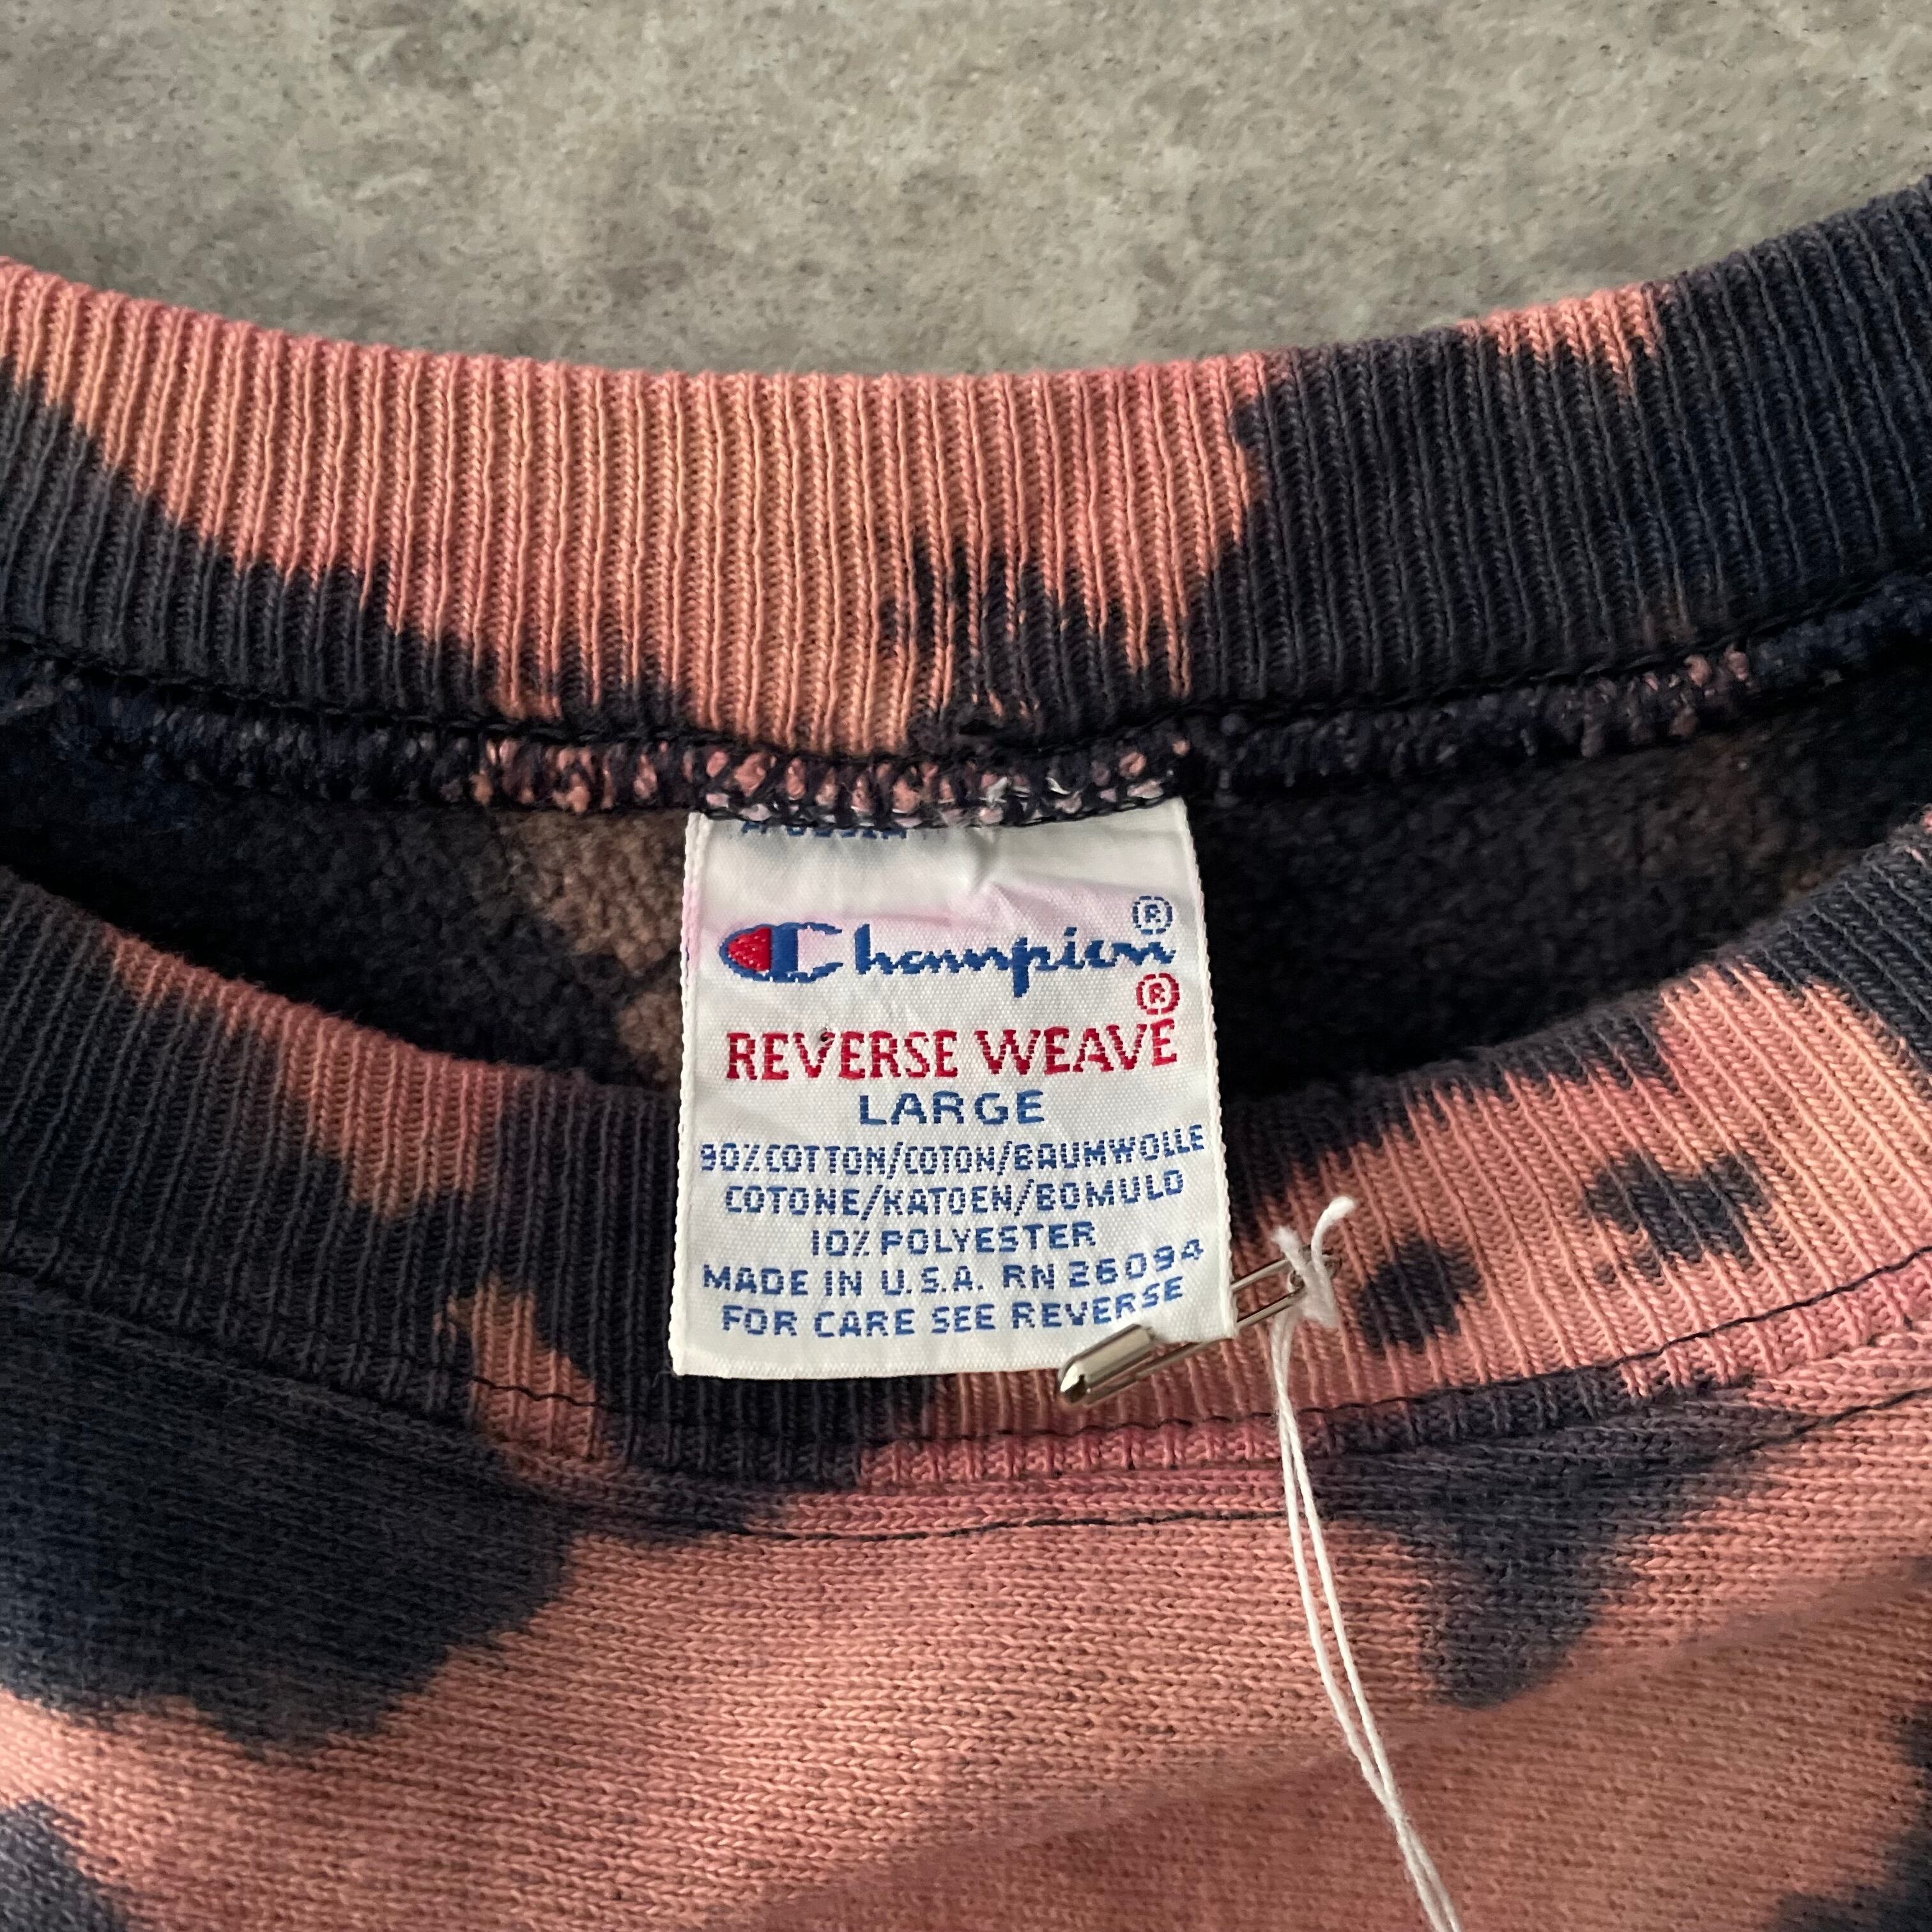 Champion®
REVERSE WEAVE®
LARGE
90% COTTON/COTON/BAUMWOLLE
COTONE/KATOEN/BOMULD
10% POLYESTER
MADE IN U.S.A. RN 26094
FOR CARE SEE REVERSE